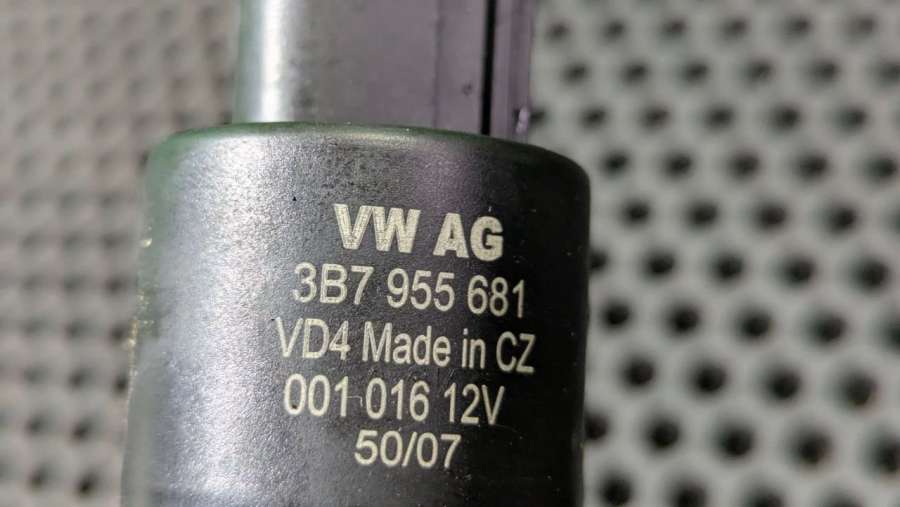 VW AG
3B7 955 681
VD4 Made in CZ
001 016 12V
50/07